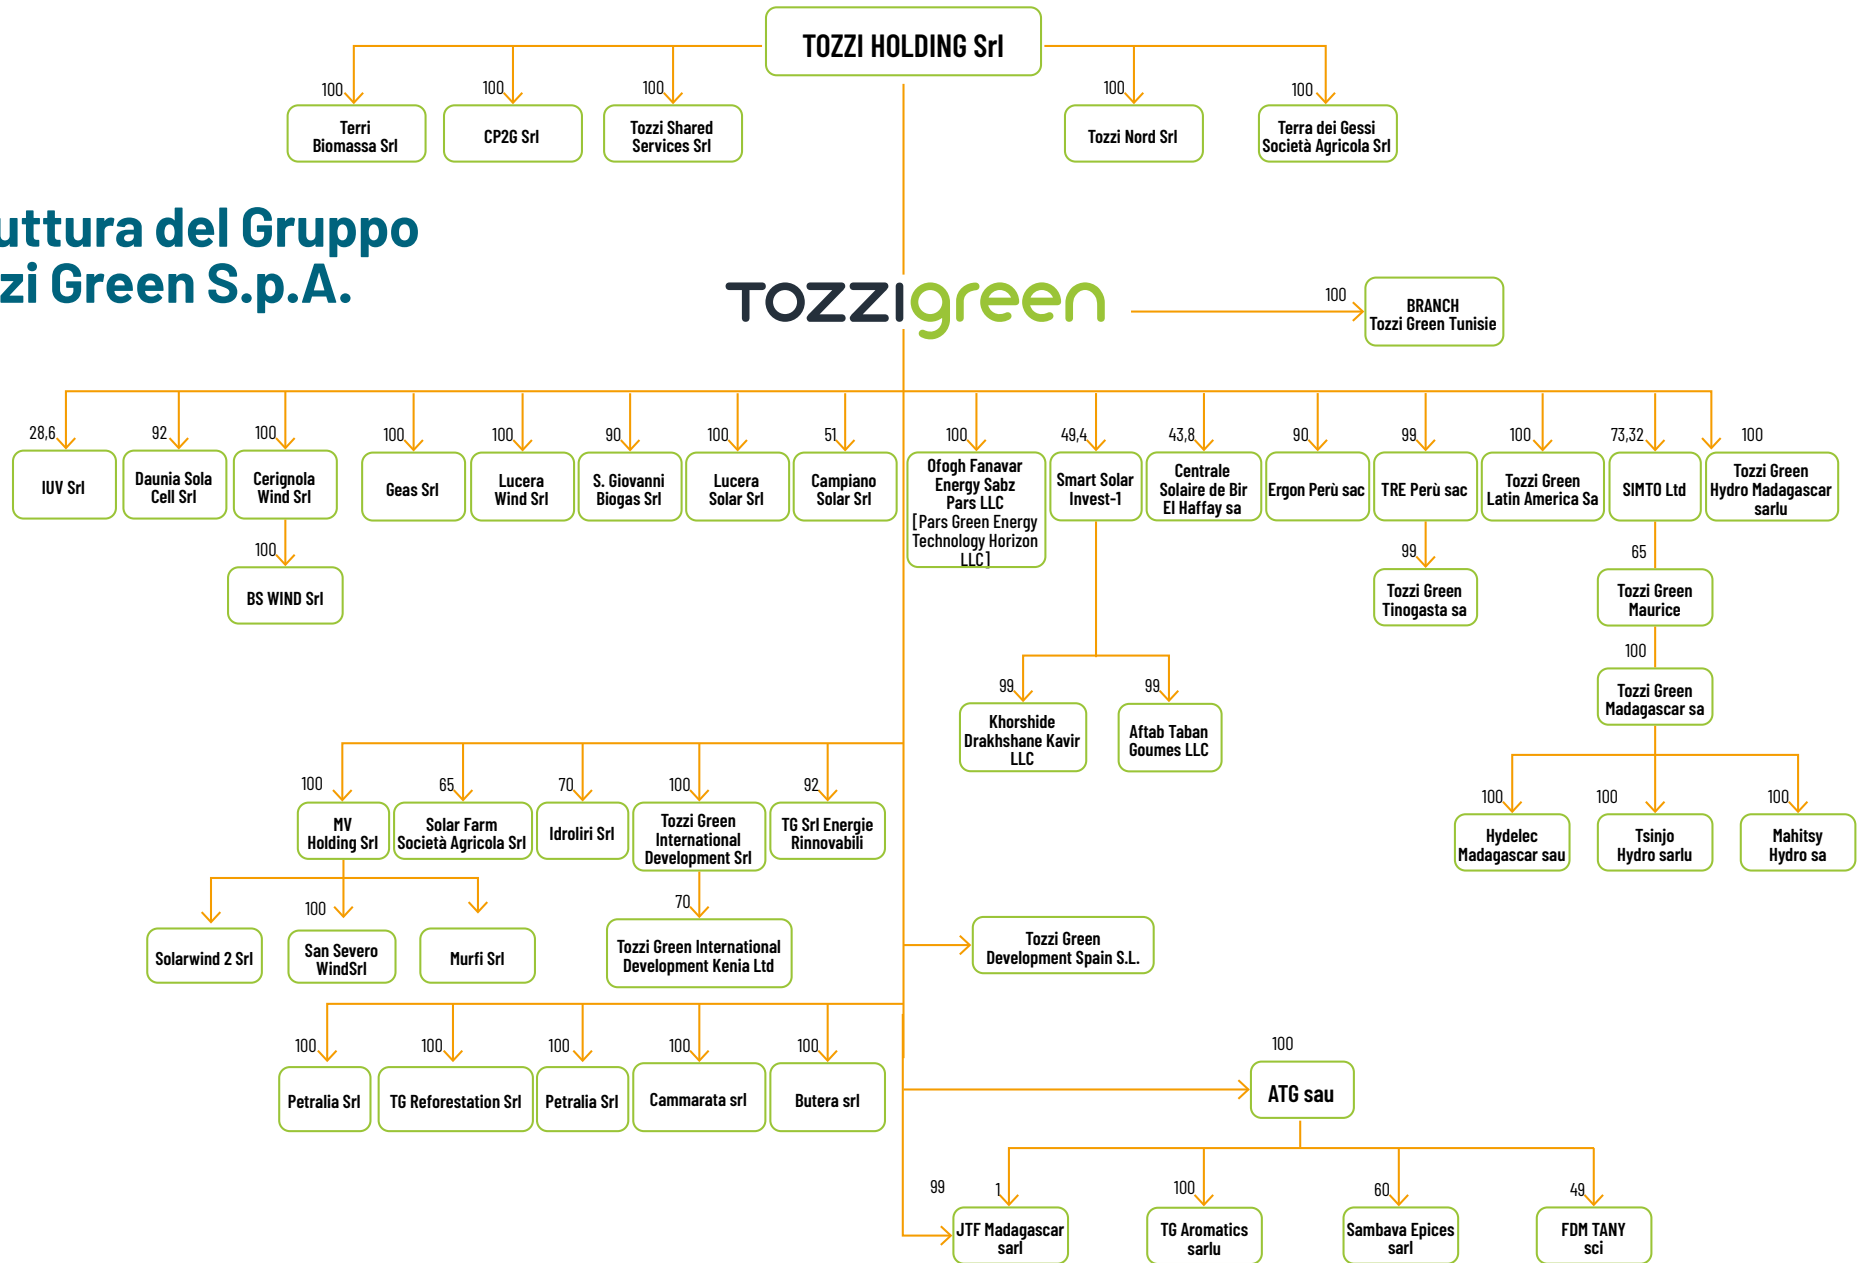 TOZZI HOLDING Srl
100
100
100
100
100
Terri
Biomassa Srl
CP2G Srl
Tozzi Shared
Services Srl
Tozzi Nord Srl
Terra dei Gessi
Società Agricola Srl
uttura del Gruppo
zi Green S.p.A.
TOZZIgreen
100
BRANCH
Tozzi Green Tunisie
28,6
92
100
100
100
90
100
51
100
49,4
43,8
90
99
100
73,32
100
IUV Srl
Daunia Sola
Cell Srl
Cerignola
Wind Srl
Geas Srl
Lucera
Wind Srl
S. Giovanni
Biogas Srl
Lucera
Solar Srl
Campiano
Solar Srl
Ofogh Fanavar
Energy Sabz
Pars LLC
[Pars Green Energy
Technology Horizon
LLC]
Smart Solar
Invest-1
Centrale
Solaire de Bir
El Haffay sa
Ergon Perù sac
TRE Perù sac
Tozzi Green
Latin America Sa
SIMTO Ltd
Tozzi Green
Hydro Madagascar
sarlu
100
BS WIND Srl
99
Tozzi Green
Tinogasta sa
65
Tozzi Green
Maurice
100
Tozzi Green
Madagascar sa
99
99
Khorshide
Drakhshane Kavir
LLC
Aftab Taban
Goumes LLC
100
65
70
100
92
MV
Holding Srl
Solar Farm
Società Agricola Srl
Idroliri Srl
Tozzi Green
International
Development Srl
TG Srl Energie
Rinnovabili
100
100
100
Hydelec
Madagascar sau
Tsinjo
Hydro sarlu
Mahitsy
Hydro sa
100
70
Solarwind 2 Srl
San Severo
WindSrl
Murfi Srl
Tozzi Green International
Development Kenia Ltd
Tozzi Green
Development Spain S.L.
100
100
100
100
100
Petralia Srl
TG Reforestation Srl
Petralia Srl
Cammarata srl
Butera srl
100
ATG sau
99
1
100
60
49
JTF Madagascar
sarl
TG Aromatics
sarlu
Sambava Epices
sarl
FDM TANY
sci